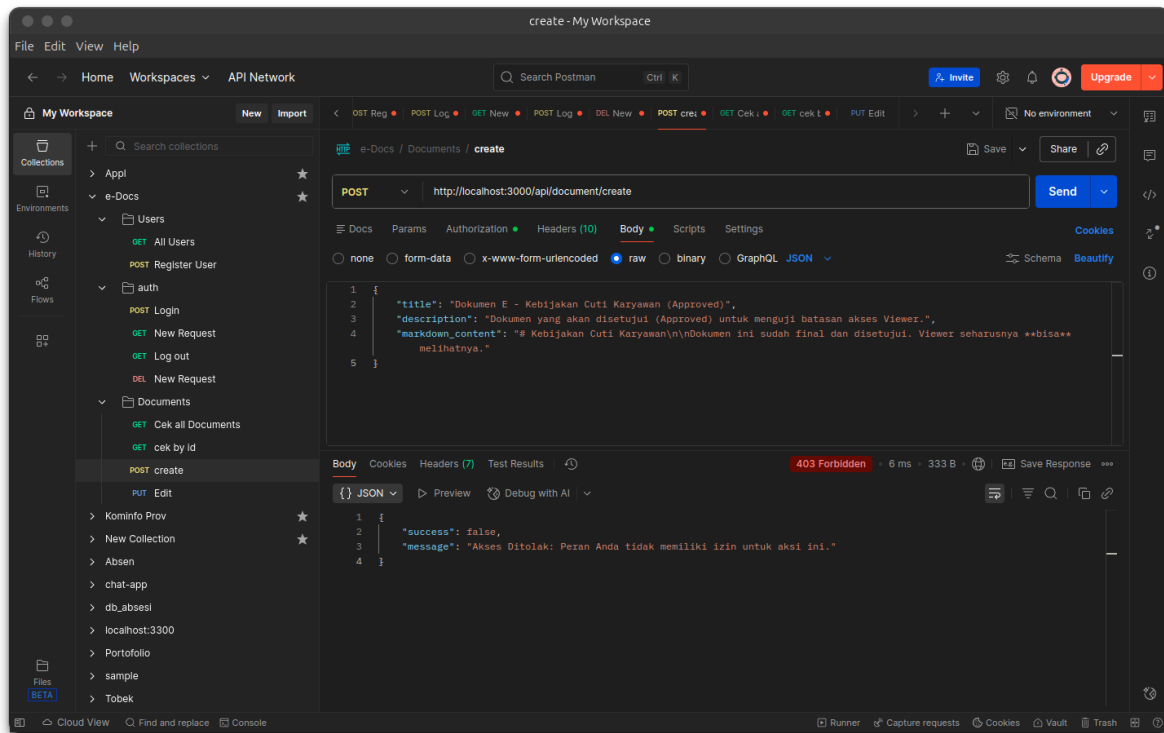 create - My Workspace
File Edit View Help
Home Workspaces API Network
Search Postman Ctrl K
Invite
Upgrade
My Workspace
New Import
Collections
Environments
History
Flows
Files
BETA
Search collections
Appl
e-Docs
Users
GET All Users
POST Register User
auth
POST Login
GET New Request
GET Log out
DEL New Request
Documents
GET Cek all Documents
GET cek by id
POST create
PUT Edit
Kominfo Prov
New Collection
Absen
chat-app
db_absesi
localhost:3300
Portofolio
sample
Tobek
OST Reg POST Log GET New POST Log DEL New POST crea GET Cek GET cek PUT Edit
No environment
HTTP e-Docs / Documents / create
Save Share
POST http://localhost:3000/api/document/create
Send
Docs Params Authorization Headers (10) Body Scripts Settings
Cookies
none form-data x-www-form-urlencoded raw binary GraphQL JSON
Schema Beautify
1 {
2 "title": "Dokumen E - Kebijakan Cuti Karyawan (Approved)",
3 "description": "Dokumen yang akan disetujui (Approved) untuk menguji batasan akses Viewer.",
4 "markdown_content": "# Kebijakan Cuti Karyawan\n\nDokumen ini sudah final dan disetujui. Viewer seharusnya **bisa**
melihatnya."
5 }
Body Cookies Headers (7) Test Results
403 Forbidden 6 ms 333 B
e.g. Save Response
{} JSON Preview Debug with AI
1 {
2 "success": false,
3 "message": "Akses Ditolak: Peran Anda tidak memiliki izin untuk aksi ini."
4 }
Cloud View Find and replace Console
Runner Capture requests Cookies Vault Trash